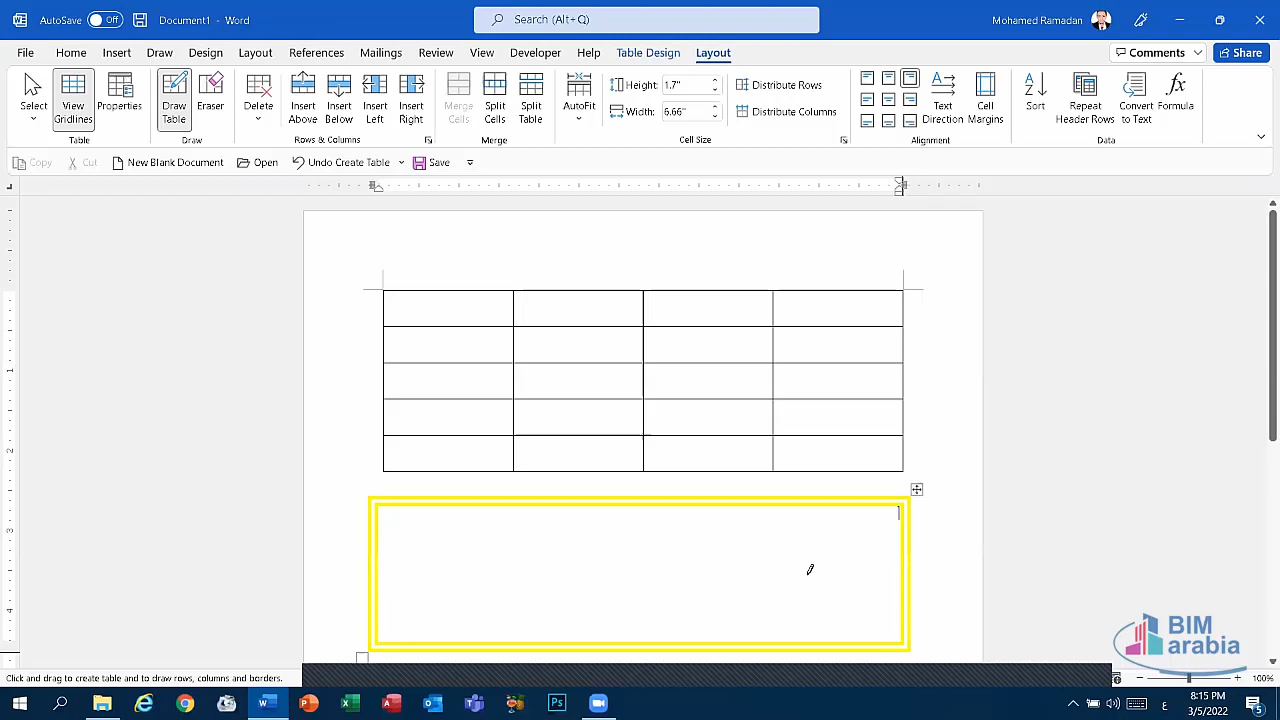 AutoSave Off Document1 - Word Search (Alt+Q) Mohamed Ramadan
File Home Insert Draw Design Layout References Mailings Review View Developer Help Table Design Layout Comments Share
Select View Gridlines Properties Draw Table Eraser Delete Insert Above Insert Below Insert Left Insert Right Merge Cells Split Cells Split Table AutoFit Height: 1.7" Width: 6.66" Distribute Rows Distribute Columns Text Direction Cell Margins Sort Repeat Header Rows Convert to Text Formula
Table Draw Rows & Columns Merge Cell Size Alignment Data
Copy Cut New Blank Document Open Undo Create Table Save
BIM
arabia
Click and drag to create table and to draw rows, columns and borders. 100%
8:15 PM
3/5/2022